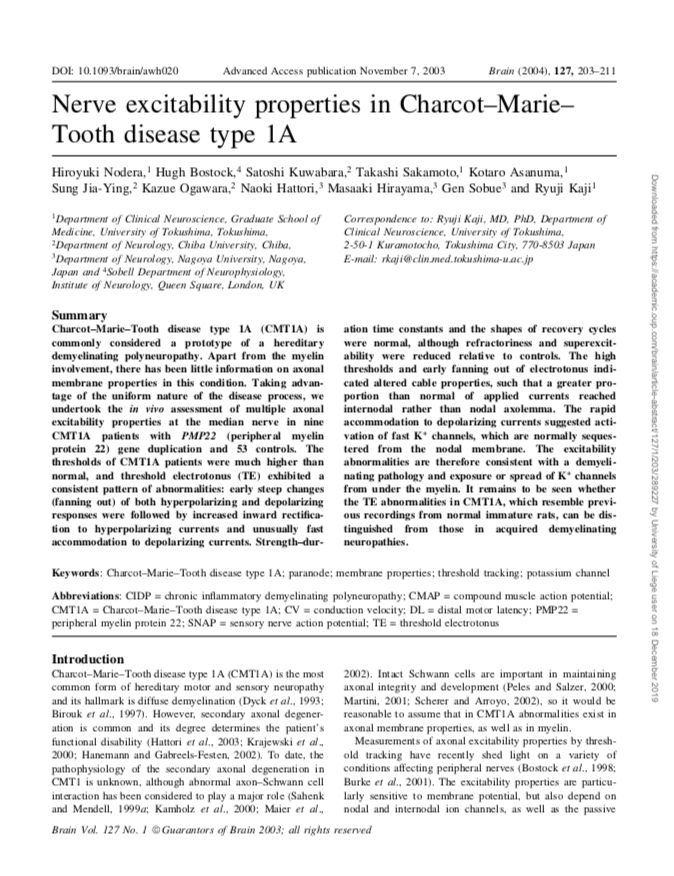 DOI: 10.1093/brain/awh020 Advanced Access publication November 7, 2003 Brain (2004), 127, 203–211
Nerve excitability properties in Charcot–Marie–
Tooth disease type 1A
Hiroyuki Nodera,1 Hugh Bostock,4 Satoshi Kuwabara,2 Takashi Sakamoto,1 Kotaro Asanuma,1
Sung Jia-Ying,2 Kazue Ogawara,2 Naoki Hattori,3 Masaaki Hirayama,3 Gen Sobue3 and Ryuji Kaji1
1Department of Clinical Neuroscience, Graduate School of
Medicine, University of Tokushima, Tokushima,
2Department of Neurology, Chiba University, Chiba,
3Department of Neurology, Nagoya University, Nagoya,
Japan and 4Sobell Department of Neurophysiology,
Institute of Neurology, Queen Square, London, UK
Correspondence to: Ryuji Kaji, MD, PhD, Department of
Clinical Neuroscience, University of Tokushima,
2-50-1 Kuramotocho, Tokushima City, 770-8503 Japan
E-mail: rkaji@clin.med.tokushima-u.ac.jp
Summary
Charcot–Marie–Tooth disease type 1A (CMT1A) is
commonly considered a prototype of a hereditary
demyelinating polyneuropathy. Apart from the myelin
involvement, there has been little information on axonal
membrane properties in this condition. Taking advan-
tage of the uniform nature of the disease process, we
undertook the in vivo assessment of multiple axonal
excitability properties at the median nerve in nine
CMT1A patients with PMP22 (peripheral myelin
protein 22) gene duplication and 53 controls. The
thresholds of CMT1A patients were much higher than
normal, and threshold electrotonus (TE) exhibited a
consistent pattern of abnormalities: early steep changes
(fanning out) of both hyperpolarizing and depolarizing
responses were followed by increased inward rectifica-
tion to hyperpolarizing currents and unusually fast
accommodation to depolarizing currents. Strength–dur-
ation time constants and the shapes of recovery cycles
were normal, although refractoriness and superexcit-
ability were reduced relative to controls. The high
thresholds and early fanning out of electrotonus indi-
cated altered cable properties, such that a greater pro-
portion than normal of applied currents reached
internodal rather than nodal axolemma. The rapid
accommodation to depolarizing currents suggested acti-
vation of fast K+ channels, which are normally seques-
tered from the nodal membrane. The excitability
abnormalities are therefore consistent with a demyeli-
nating pathology and exposure or spread of K+ channels
from under the myelin. It remains to be seen whether
the TE abnormalities in CMT1A, which resemble previ-
ous recordings from normal immature rats, can be dis-
tinguished from those in acquired demyelinating
neuropathies.
Keywords: Charcot–Marie–Tooth disease type 1A; paranode; membrane properties; threshold tracking; potassium channel
Abbreviations: CIDP = chronic inflammatory demyelinating polyneuropathy; CMAP = compound muscle action potential;
CMT1A = Charcot–Marie–Tooth disease type 1A; CV = conduction velocity; DL = distal motor latency; PMP22 =
peripheral myelin protein 22; SNAP = sensory nerve action potential; TE = threshold electrotonus
Introduction
Charcot–Marie–Tooth disease type 1A (CMT1A) is the most
common form of hereditary motor and sensory neuropathy
and its hallmark is diffuse demyelination (Dyck et al., 1993;
Birouk et al., 1997). However, secondary axonal degener-
ation is common and its degree determines the patient's
functional disability (Hattori et al., 2003; Krajewski et al.,
2000; Hanemann and Gabreels-Festen, 2002). To date, the
pathophysiology of the secondary axonal degeneration in
CMT1 is unknown, although abnormal axon–Schwann cell
interaction has been considered to play a major role (Sahenk
and Mendell, 1999a; Kamholz et al., 2000; Maier et al.,
2002). Intact Schwann cells are important in maintaining
axonal integrity and development (Peles and Salzer, 2000;
Martini, 2001; Scherer and Arroyo, 2002), so it would be
reasonable to assume that in CMT1A abnormalities exist in
axonal membrane properties, as well as in myelin.
Measurements of axonal excitability properties by thresh-
old tracking have recently shed light on a variety of
conditions affecting peripheral nerves (Bostock et al., 1998;
Burke et al., 2001). The excitability properties are particu-
larly sensitive to membrane potential, but also depend on
nodal and internodal ion channels, as well as the passive
Brain Vol. 127 No. 1 © Guarantors of Brain 2003; all rights reserved
Downloaded from https://academic.oup.com/brain/article-abstract/127/1/203/289227 by University of Liege user on 18 December 2019